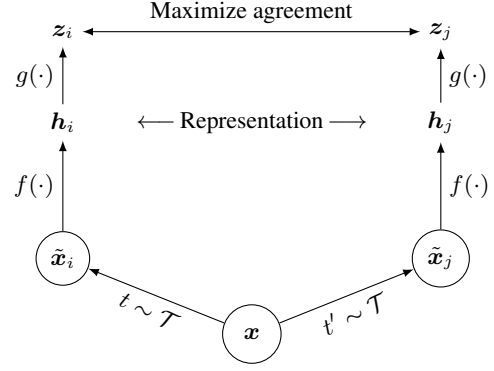 Maximize agreement
z_i z_j
g(·) g(·)
h_i ← Representation → h_j
f(·) f(·)
x̃_i x̃_j
t ~ 𝒯 t' ~ 𝒯
x